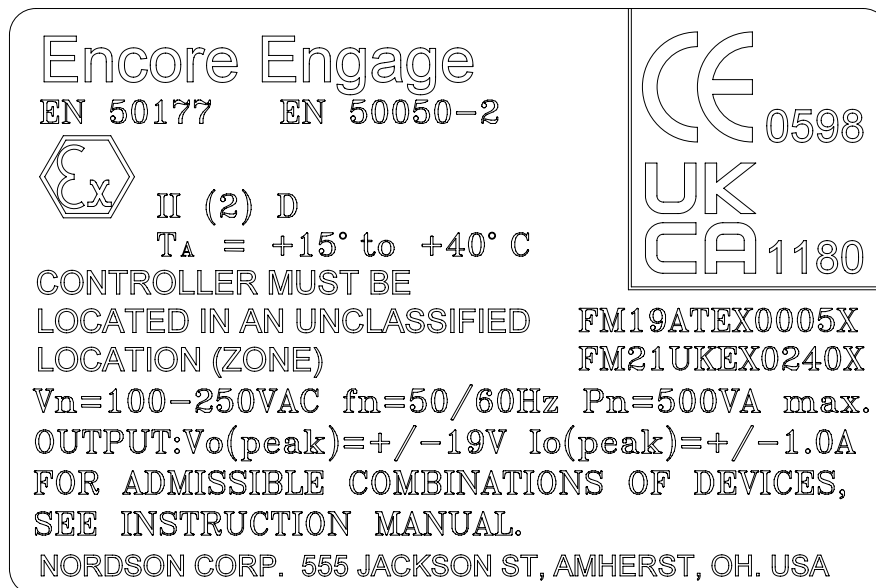 Encore Engage
EN 50177 EN 50050-2
CE 0598
Ex
II (2) D
UK
CA 1180
TA = +15° to +40° C
CONTROLLER MUST BE
LOCATED IN AN UNCLASSIFIED
LOCATION (ZONE)
FM19ATEX0005X
FM21UKEX0240X
Vn=100-250VAC fn=50/60Hz Pn=500VA max.
OUTPUT:Vo(peak)=+/-19V Io(peak)=+/-1.0A
FOR ADMISSIBLE COMBINATIONS OF DEVICES,
SEE INSTRUCTION MANUAL.
NORDSON CORP. 555 JACKSON ST, AMHERST, OH. USA